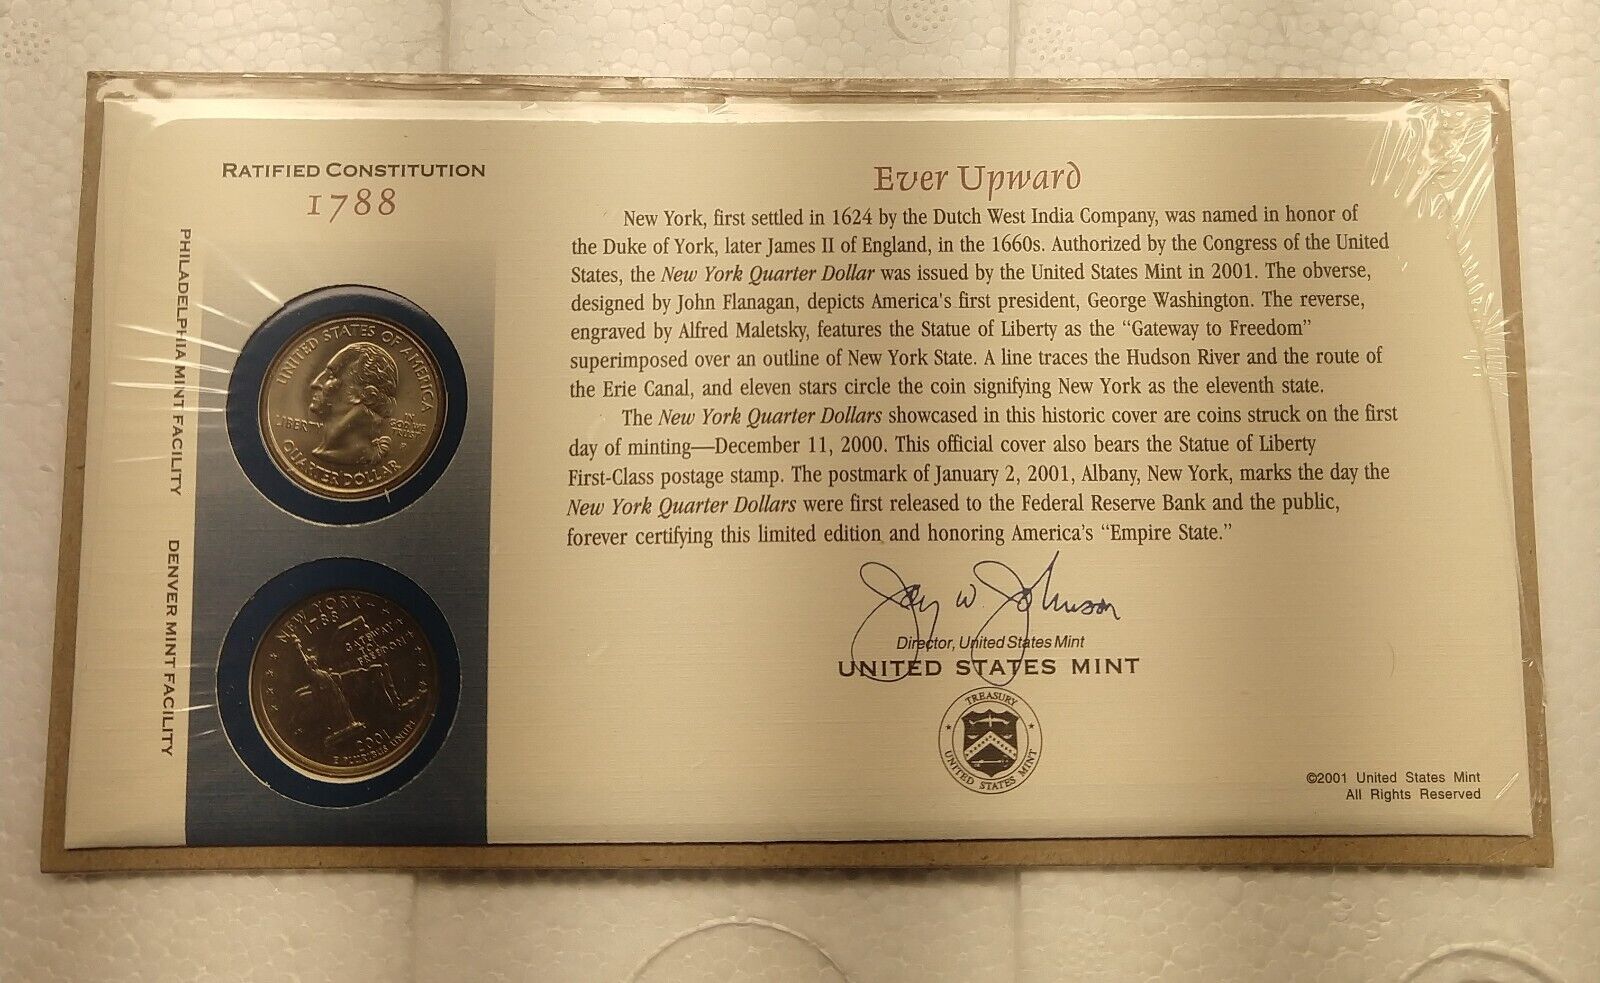 RATIFIED CONSTITUTION
1788
PHILADELPHIA MINT FACILITY
DENVER MINT FACILITY
UNITED STATES OF AMERICA
LIBERTY
IN
GOD WE
TRUST
P
QUARTER DOLLAR
NEW YORK
1788
GATEWAY
TO
FREEDOM
2001
E PLURIBUS UNUM
Ever Upward
New York, first settled in 1624 by the Dutch West India Company, was named in honor of
the Duke of York, later James II of England, in the 1660s. Authorized by the Congress of the United
States, the New York Quarter Dollar was issued by the United States Mint in 2001. The obverse,
designed by John Flanagan, depicts America's first president, George Washington. The reverse,
engraved by Alfred Maletsky, features the Statue of Liberty as the “Gateway to Freedom”
superimposed over an outline of New York State. A line traces the Hudson River and the route of
the Erie Canal, and eleven stars circle the coin signifying New York as the eleventh state.
The New York Quarter Dollars showcased in this historic cover are coins struck on the first
day of minting—December 11, 2000. This official cover also bears the Statue of Liberty
First-Class postage stamp. The postmark of January 2, 2001, Albany, New York, marks the day the
New York Quarter Dollars were first released to the Federal Reserve Bank and the public,
forever certifying this limited edition and honoring America’s “Empire State.”
Jay W. Johnson
Director, United States Mint
UNITED STATES MINT
TREASURY
UNITED STATES MINT
©2001 United States Mint
All Rights Reserved